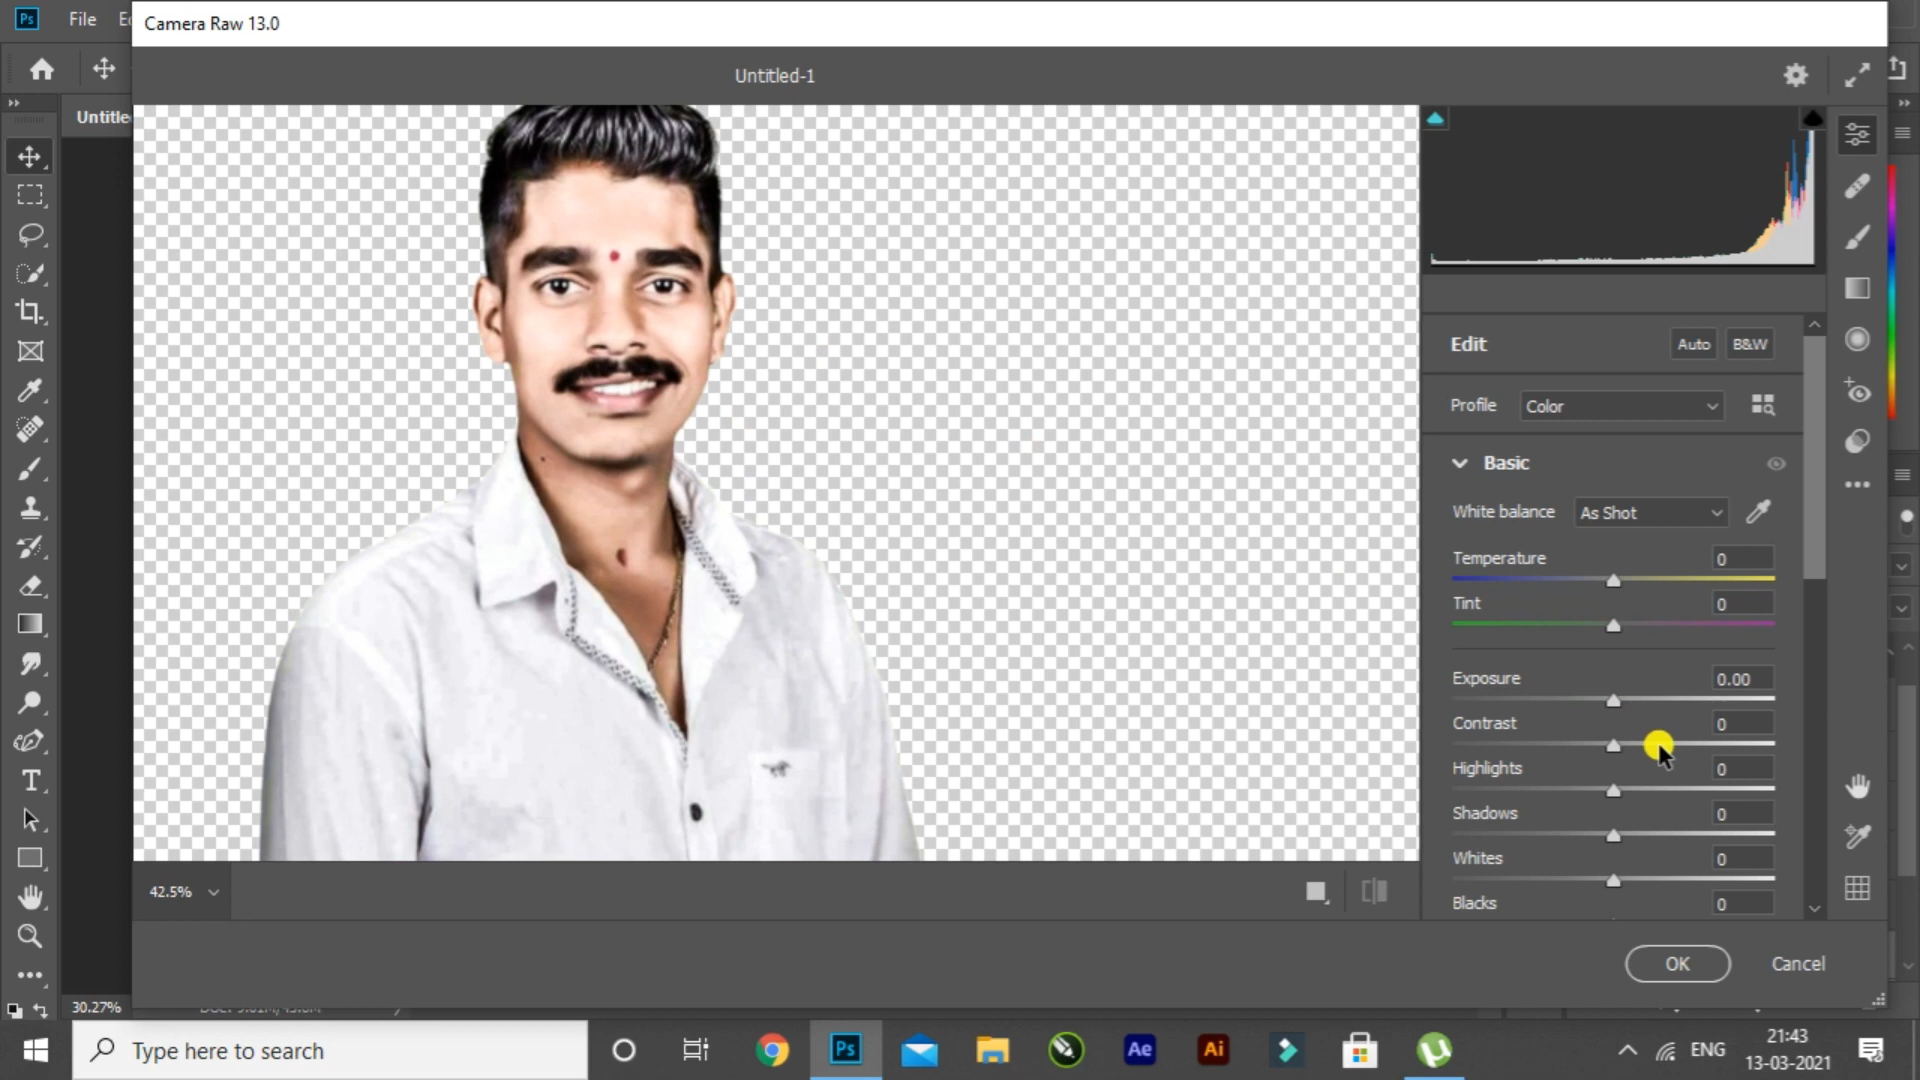 Ps File
Camera Raw 13.0
Untitled-1
Edit Auto B&W
Profile Color
Basic
White balance As Shot
Temperature 0
Tint 0
Exposure 0.00
Contrast 0
Highlights 0
Shadows 0
Whites 0
Blacks 0
T
42.5%
OK Cancel
30.27%
Type here to search
Ps Ae Ai
ENG
21:43
13-03-2021